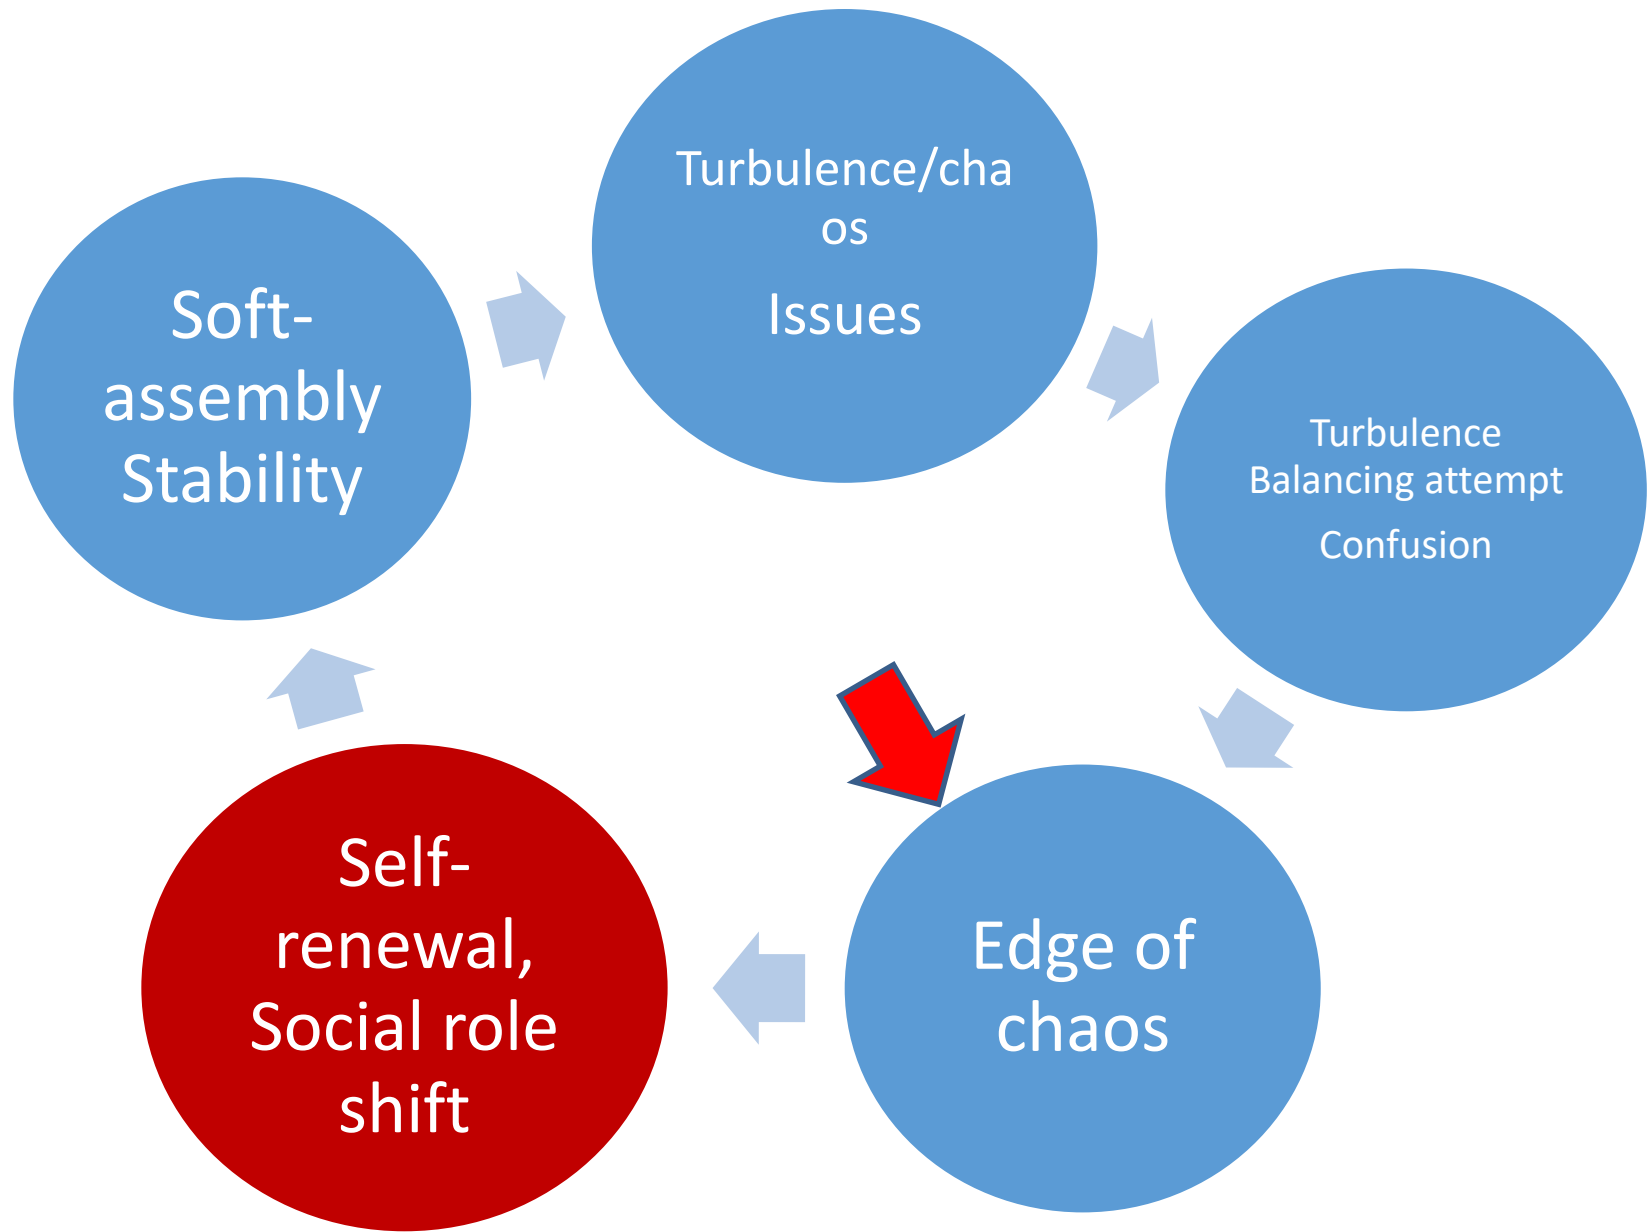 Turbulence/cha
os
Issues
Turbulence
Balancing attempt
Confusion
Edge of
chaos
Self-
renewal,
Social role
shift
Soft-
assembly
Stability